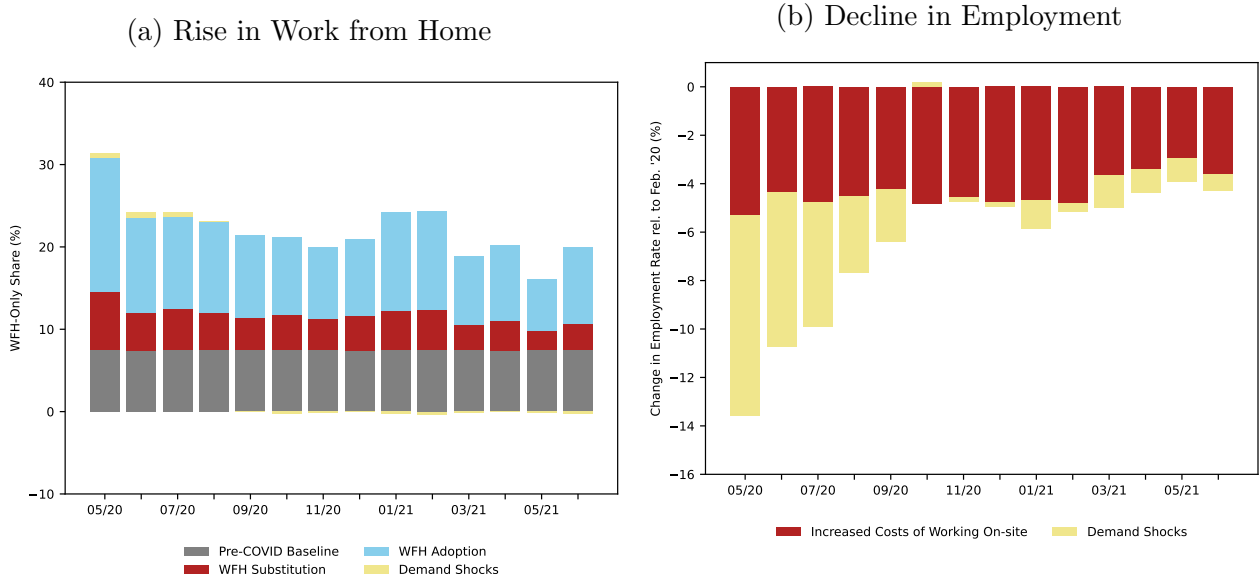 (a) Rise in Work from Home
40
30
20
10
0
−10
WFH-Only Share (%)
05/20 07/20 09/20 11/20 01/21 03/21 05/21
Pre-COVID Baseline WFH Adoption
WFH Substitution Demand Shocks
(b) Decline in Employment
0
−2
−4
−6
−8
−10
−12
−14
−16
Change in Employment Rate rel. to Feb. '20 (%)
05/20 07/20 09/20 11/20 01/21 03/21 05/21
Increased Costs of Working On-site Demand Shocks